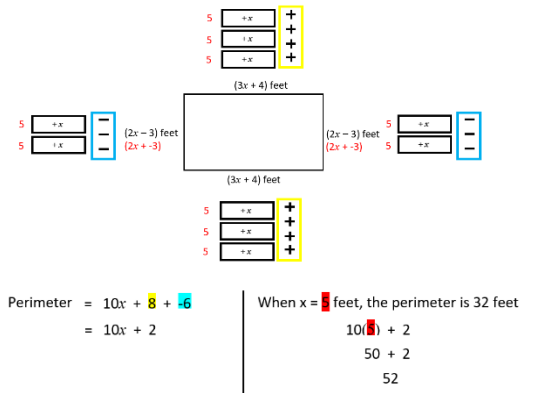 5 +x +
5 +x +
5 +x +
+
(3x + 4) feet
5 +x −
5 +x −
−
(2x – 3) feet
(2x + -3)
(2x – 3) feet
(2x + -3)
5 +x −
5 +x −
−
(3x + 4) feet
5 +x +
5 +x +
5 +x +
+
Perimeter = 10x + 8 + -6
= 10x + 2
When x = 5 feet, the perimeter is 32 feet
10(5) + 2
50 + 2
52